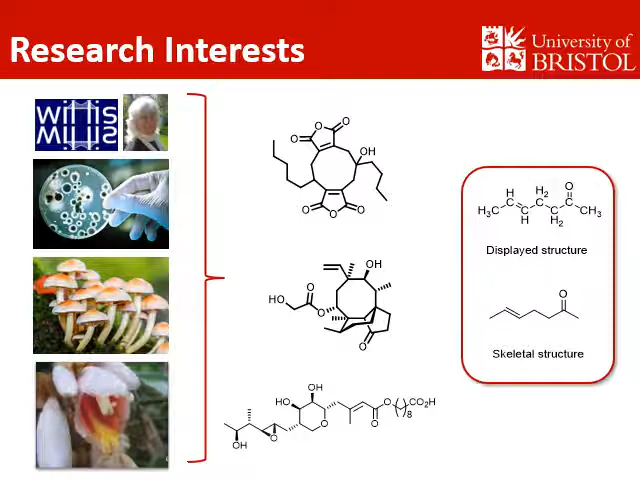 Research Interests
University of
BRISTOL
Willis
O
O
O
OH
O
O
O
OH
HO
O
O
O
OH
HO
O
OH
O
O
O
O
8
CO2H
H
H2
O
H3C
C
C
C
C
C
CH3
H
H2
Displayed structure
O
Skeletal structure